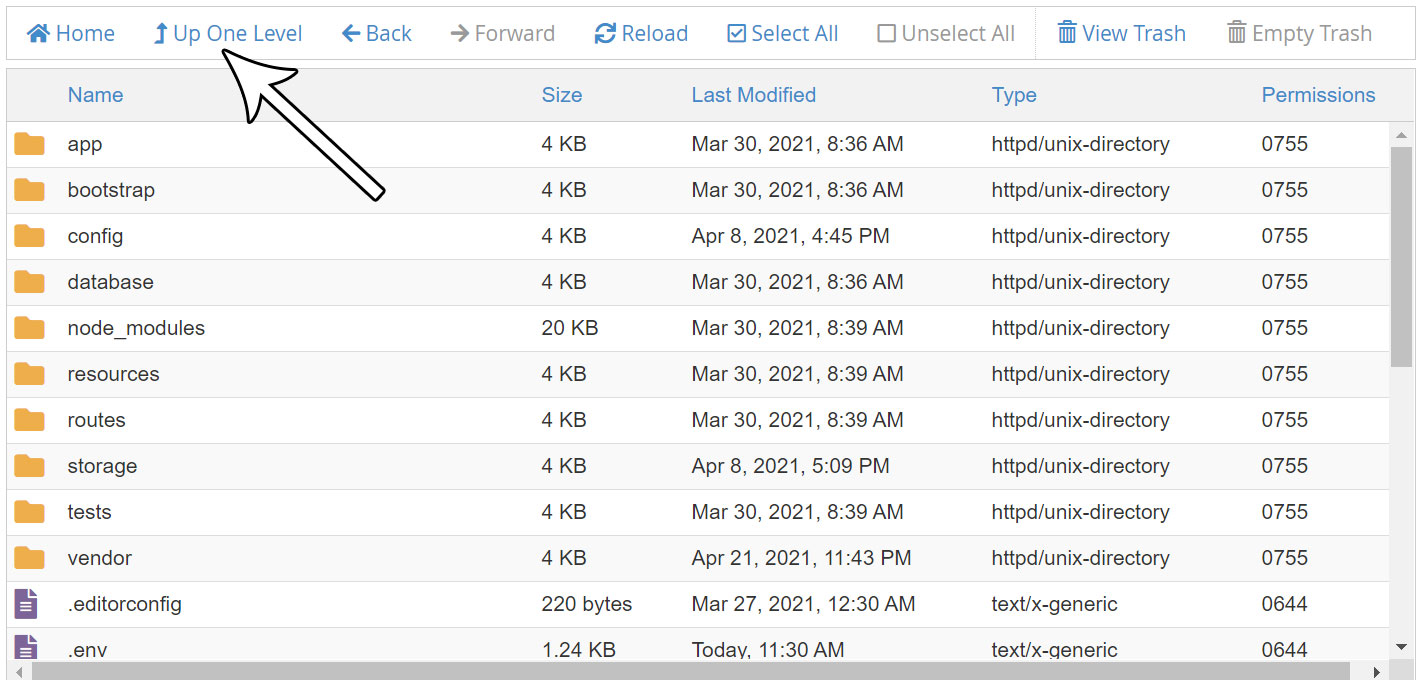 Home Up One Level Back Forward Reload Select All Unselect All View Trash Empty Trash
Name Size Last Modified Type Permissions
app 4 KB Mar 30, 2021, 8:36 AM httpd/unix-directory 0755
bootstrap 4 KB Mar 30, 2021, 8:36 AM httpd/unix-directory 0755
config 4 KB Apr 8, 2021, 4:45 PM httpd/unix-directory 0755
database 4 KB Mar 30, 2021, 8:36 AM httpd/unix-directory 0755
node_modules 20 KB Mar 30, 2021, 8:39 AM httpd/unix-directory 0755
resources 4 KB Mar 30, 2021, 8:39 AM httpd/unix-directory 0755
routes 4 KB Mar 30, 2021, 8:39 AM httpd/unix-directory 0755
storage 4 KB Apr 8, 2021, 5:09 PM httpd/unix-directory 0755
tests 4 KB Mar 30, 2021, 8:39 AM httpd/unix-directory 0755
vendor 4 KB Apr 21, 2021, 11:43 PM httpd/unix-directory 0755
.editorconfig 220 bytes Mar 27, 2021, 12:30 AM text/x-generic 0644
.env 1.24 KB Today, 11:30 AM text/x-generic 0644